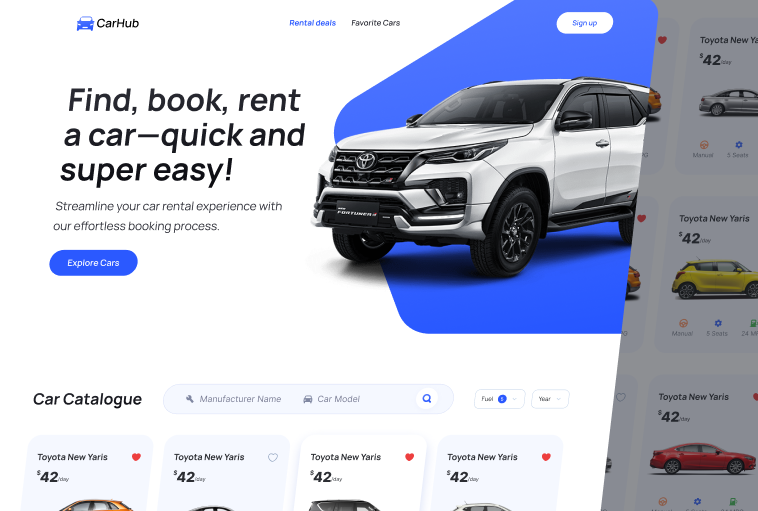 CarHub
Rental deals
Favorite Cars
Sign up
Find, book, rent
a car—quick and
super easy!
Streamline your car rental experience with
our effortless booking process.
Explore Cars
FORTUNER
Car Catalogue
Manufacturer Name
Car Model
Fuel
Year
Toyota New Yaris
$42/day
Toyota New Yaris
$42/day
Toyota New Yaris
$42/day
Toyota New Yaris
$42/day
Toyota New Ya
$42/day
Manual
5 Seats
Toyota New Yaris
$42/day
Manual
5 Seats
24 M
Toyota New Yaris
$42/day